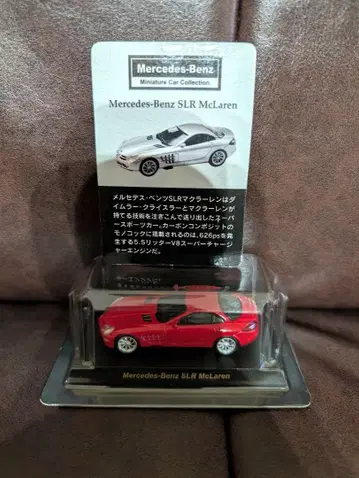 Mercedes-Benz
Miniature Car Collection
Mercedes-Benz SLR McLaren
メルセデス・ベンツSLRマクラーレンはダ
イムラー・クライスラーとマクラーレンが
持てる技術を注ぎこんで送り出したスーパ
ースポーツカー。カーボンコンポジットの
モノコックに搭載されるのは、626psを発
生する5.5リッターV8スーパーチャージ
ャーエンジンだ。
Mercedes-Benz SLR McLaren